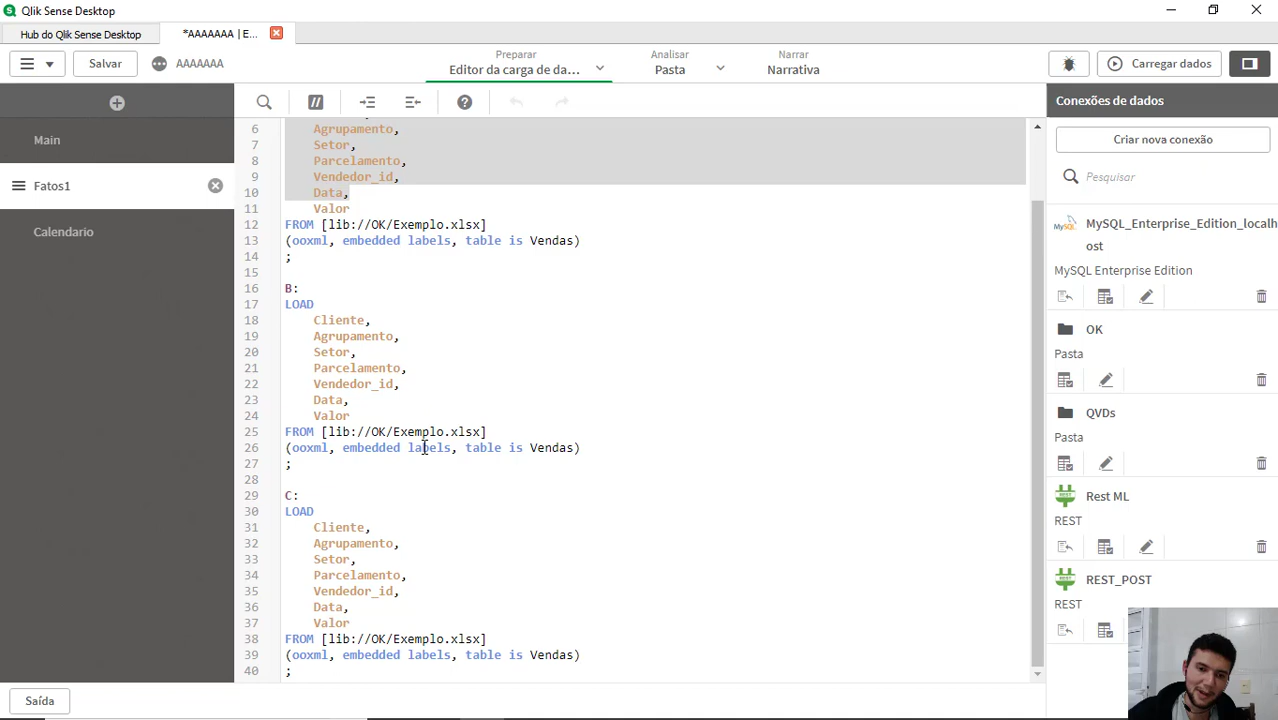 Qlik Sense Desktop
Hub do Qlik Sense Desktop
*AAAAAAA | E...
Salvar
AAAAAAA
Preparar
Editor da carga de da...
Analisar
Pasta
Narrar
Narrativa
Carregar dados
Main
Fatos1
Calendario
6 Agrupamento,
7 Setor,
8 Parcelamento,
9 Vendedor_id,
10 Data,
11 Valor
12 FROM [lib://OK/Exemplo.xlsx]
13 (ooxml, embedded labels, table is Vendas)
14 ;
15
16 B:
17 LOAD
18 Cliente,
19 Agrupamento,
20 Setor,
21 Parcelamento,
22 Vendedor_id,
23 Data,
24 Valor
25 FROM [lib://OK/Exemplo.xlsx]
26 (ooxml, embedded labels, table is Vendas)
27 ;
28
29 C:
30 LOAD
31 Cliente,
32 Agrupamento,
33 Setor,
34 Parcelamento,
35 Vendedor_id,
36 Data,
37 Valor
38 FROM [lib://OK/Exemplo.xlsx]
39 (ooxml, embedded labels, table is Vendas)
40 ;
Conexões de dados
Criar nova conexão
Pesquisar
MySQL
MySQL_Enterprise_Edition_localh
ost
MySQL Enterprise Edition
OK
Pasta
QVDs
Pasta
REST
Rest ML
REST
REST
REST_POST
REST
Saída